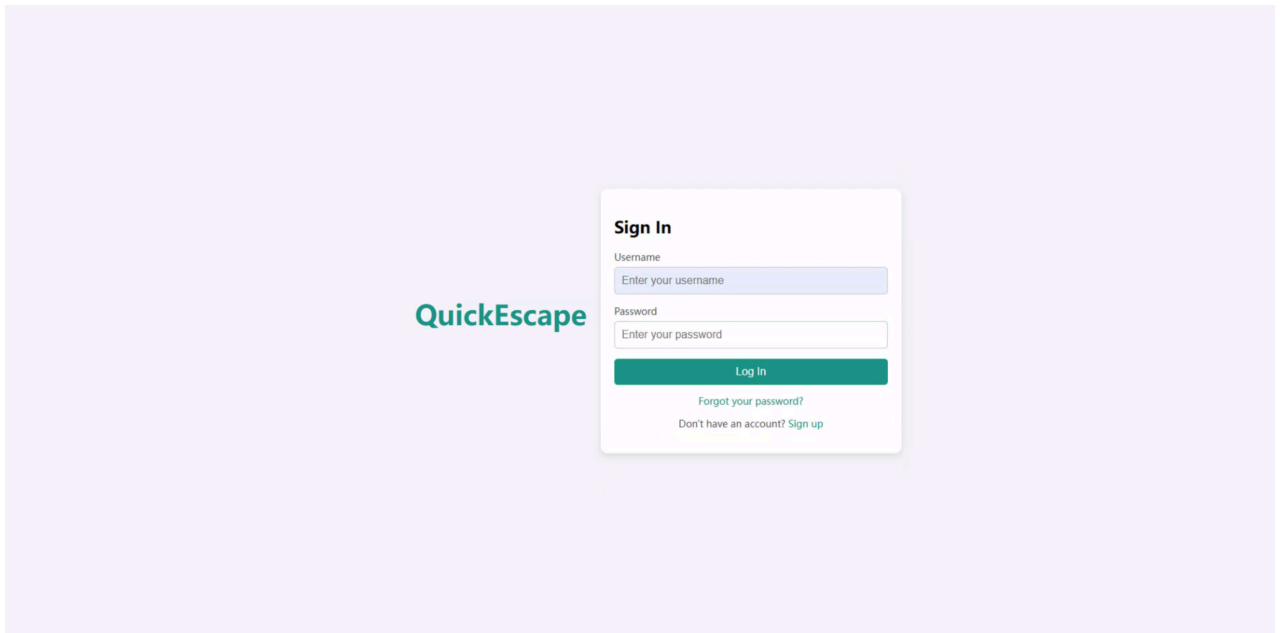 QuickEscape
Sign In
Username
Enter your username
Password
Enter your password
Log In
Forgot your password?
Don't have an account? Sign up